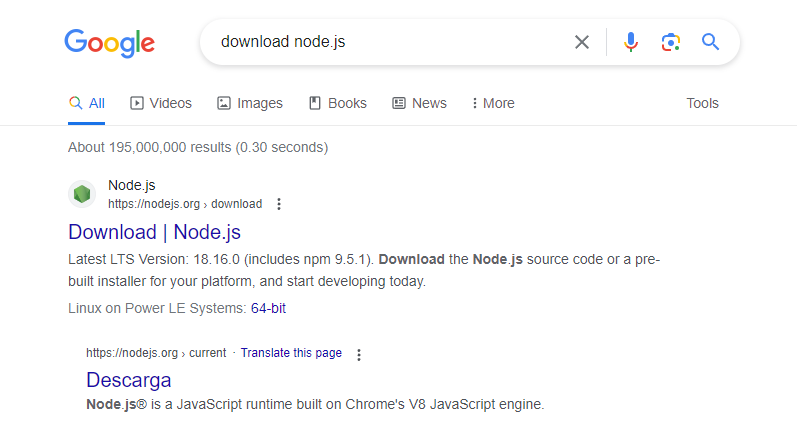 Google
download node.js
All Videos Images Books News More Tools
About 195,000,000 results (0.30 seconds)
Node.js
https://nodejs.org › download
Download | Node.js
Latest LTS Version: 18.16.0 (includes npm 9.5.1). Download the Node.js source code or a pre-
built installer for your platform, and start developing today.
Linux on Power LE Systems: 64-bit
https://nodejs.org › current · Translate this page
Descarga
Node.js® is a JavaScript runtime built on Chrome's V8 JavaScript engine.